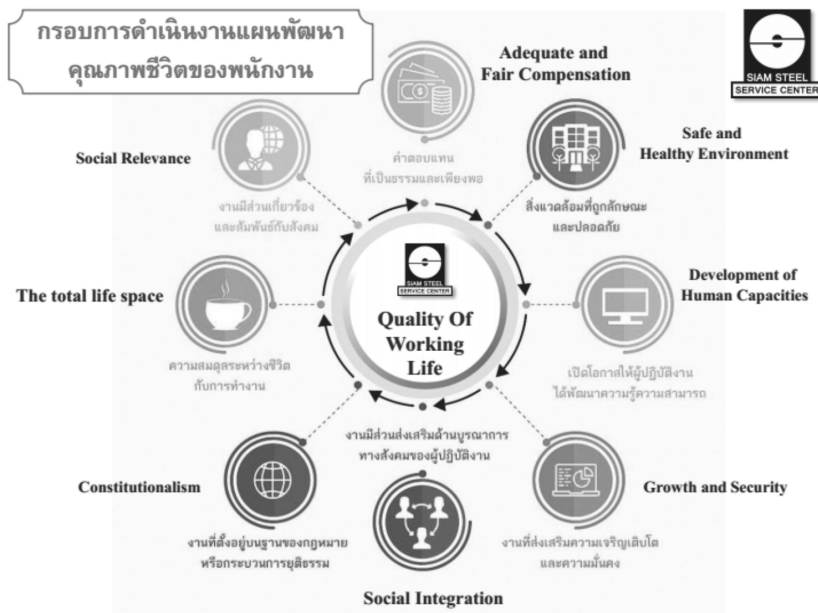 กรอบการดำเนินงานแผนพัฒนา
คุณภาพชีวิตของพนักงาน
SIAM STEEL
SERVICE CENTER
Adequate and
Fair Compensation
ค่าตอบแทน
ที่เป็นธรรมและเพียงพอ
Safe and
Healthy Environment
สิ่งแวดล้อมที่ถูกลักษณะ
และปลอดภัย
Development of
Human Capacities
เปิดโอกาสให้ผู้ปฏิบัติงาน
ได้พัฒนาความรู้ความสามารถ
Growth and Security
งานที่ส่งเสริมความเจริญเติบโต
และความมั่นคง
งานมีส่วนส่งเสริมด้านบูรณาการ
ทางสังคมของผู้ปฏิบัติงาน
Social Integration
Constitutionalism
งานที่ตั้งอยู่บนฐานของกฎหมาย
หรือกระบวนการยุติธรรม
The total life space
ความสมดุลระหว่างชีวิต
กับการทำงาน
Social Relevance
งานมีส่วนเกี่ยวข้อง
และสัมพันธ์กับสังคม
SIAM STEEL
SERVICE CENTER
Quality Of
Working
Life